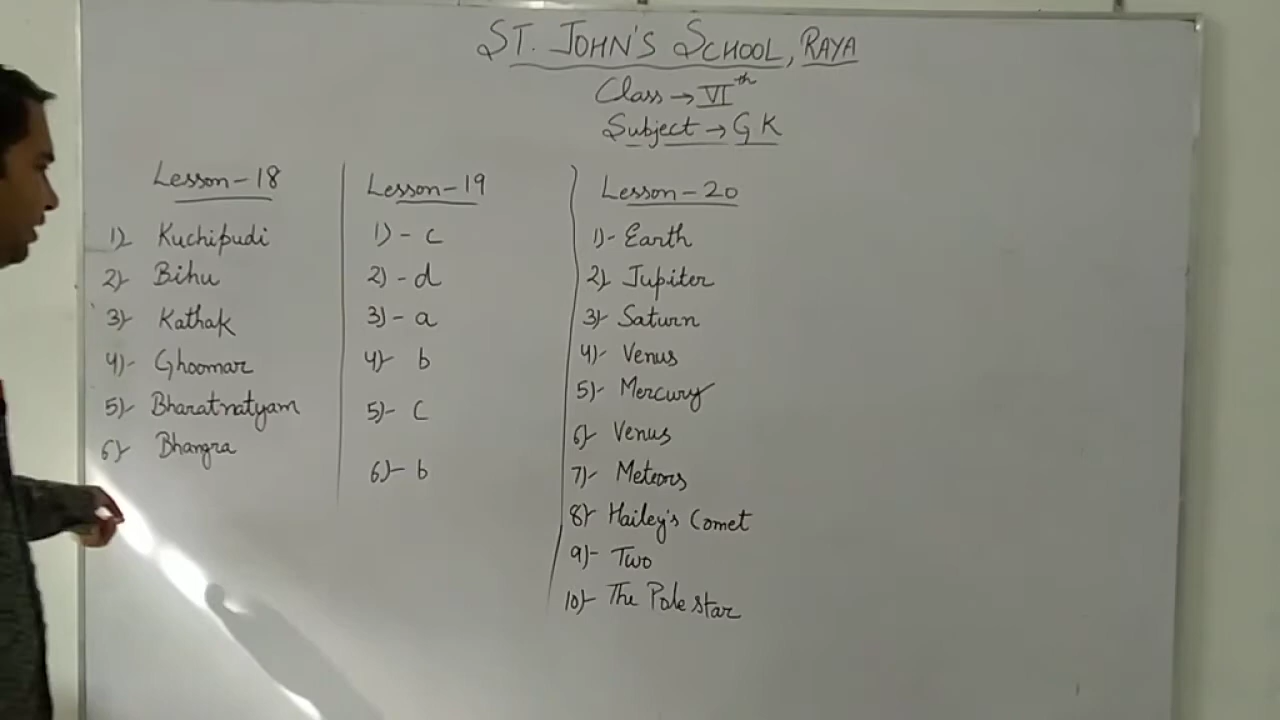 ST. JOHN'S SCHOOL, RAYA
Class → VIth
Subject → GK
Lesson-18
1) Kuchipudi
2) Bihu
3) Kathak
4)- Ghoomar
5)- Bharatnatyam
6) Bhangra
Lesson-19
1) - c
2) - d
3) - a
4)- b
5)- C
6)- b
Lesson-20
1)- Earth
2) Jupiter
3) Saturn
4)- Venus
5)- Mercury
6) Venus
7)- Meteors
8) Hailey's Comet
9)- Two
10)- The Pole star